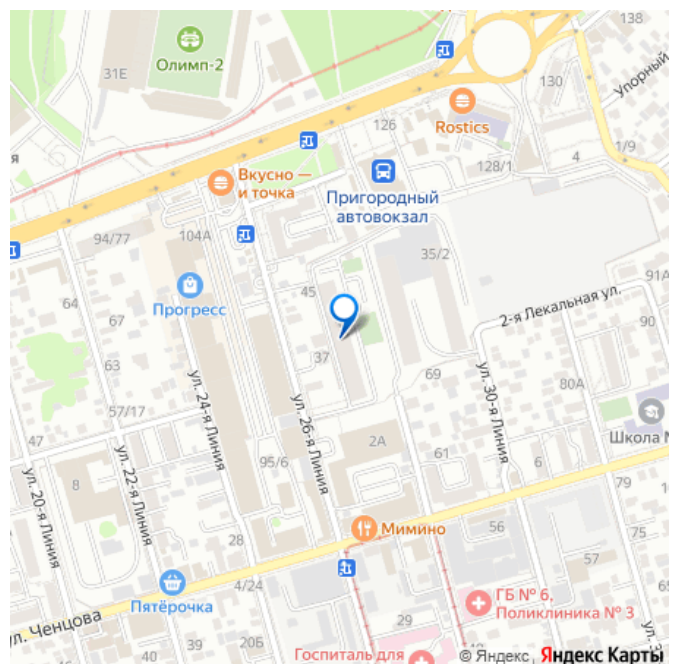 138
31Е
Олимп-2
130
Упорный
Rostics
126
1/9
4
128/1
Вкусно —
и точка
Пригородный
автовокзал
94/77
104А
35/2
91А
64
45
Прогресс
67
2-я Лекальная ул.
90
63
37
69
80А
57/17
ул. 24-я Линия
ул. 26-я Линия
ул. 30-я Линия
47
2А
Школа №
ул. 20-я Линия
ул. 22-я Линия
8
95/6
61
6
79
75
28
Мимино
56
57
4/24
Пятёрочка
ГБ № 6,
Поликлиника № 3
ул. Ченцова
39
40
20Б
29
Госпиталь для
© Яндекс
Яндекс Карты